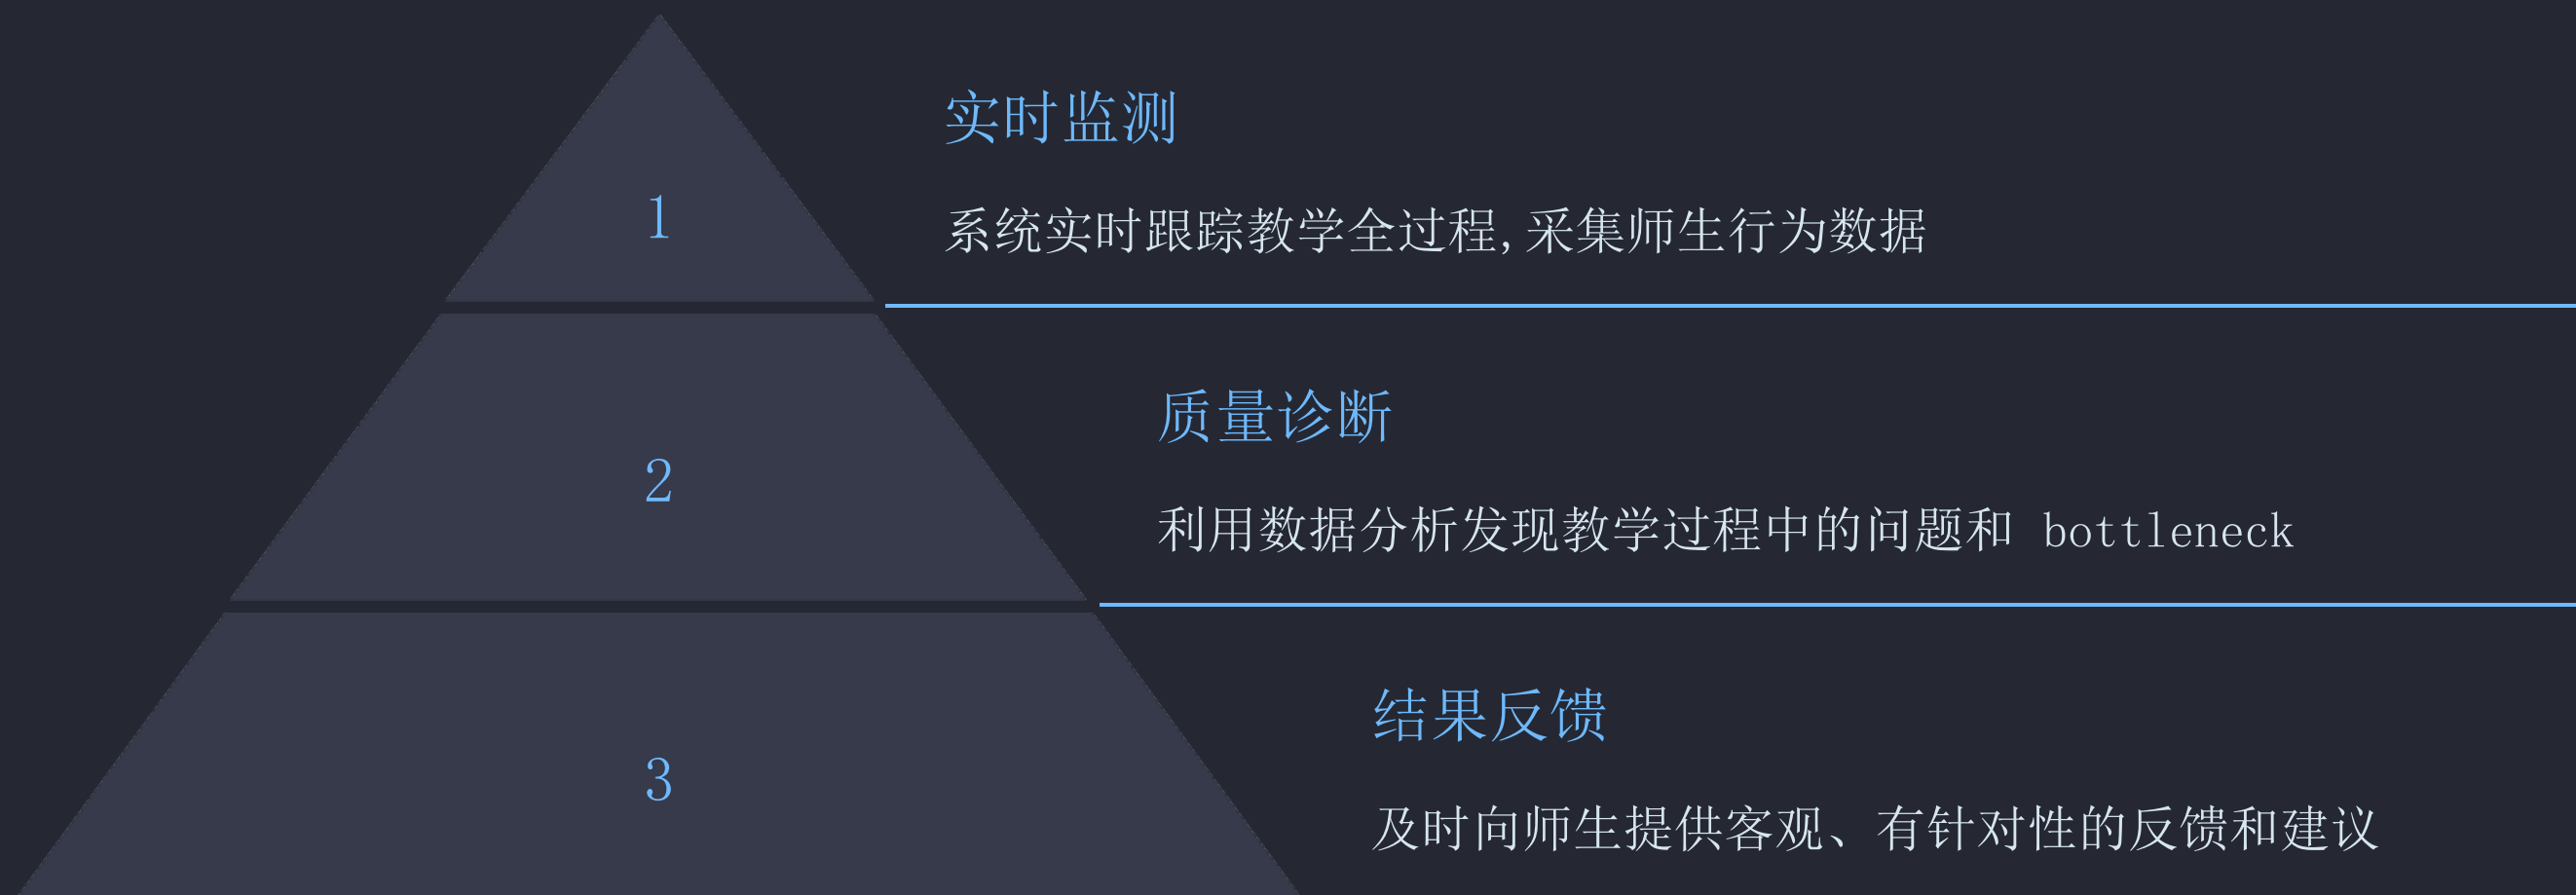 1
实时监测
系统实时跟踪教学全过程,采集师生行为数据
2
质量诊断
利用数据分析发现教学过程中的问题和 bottleneck
3
结果反馈
及时向师生提供客观、有针对性的反馈和建议